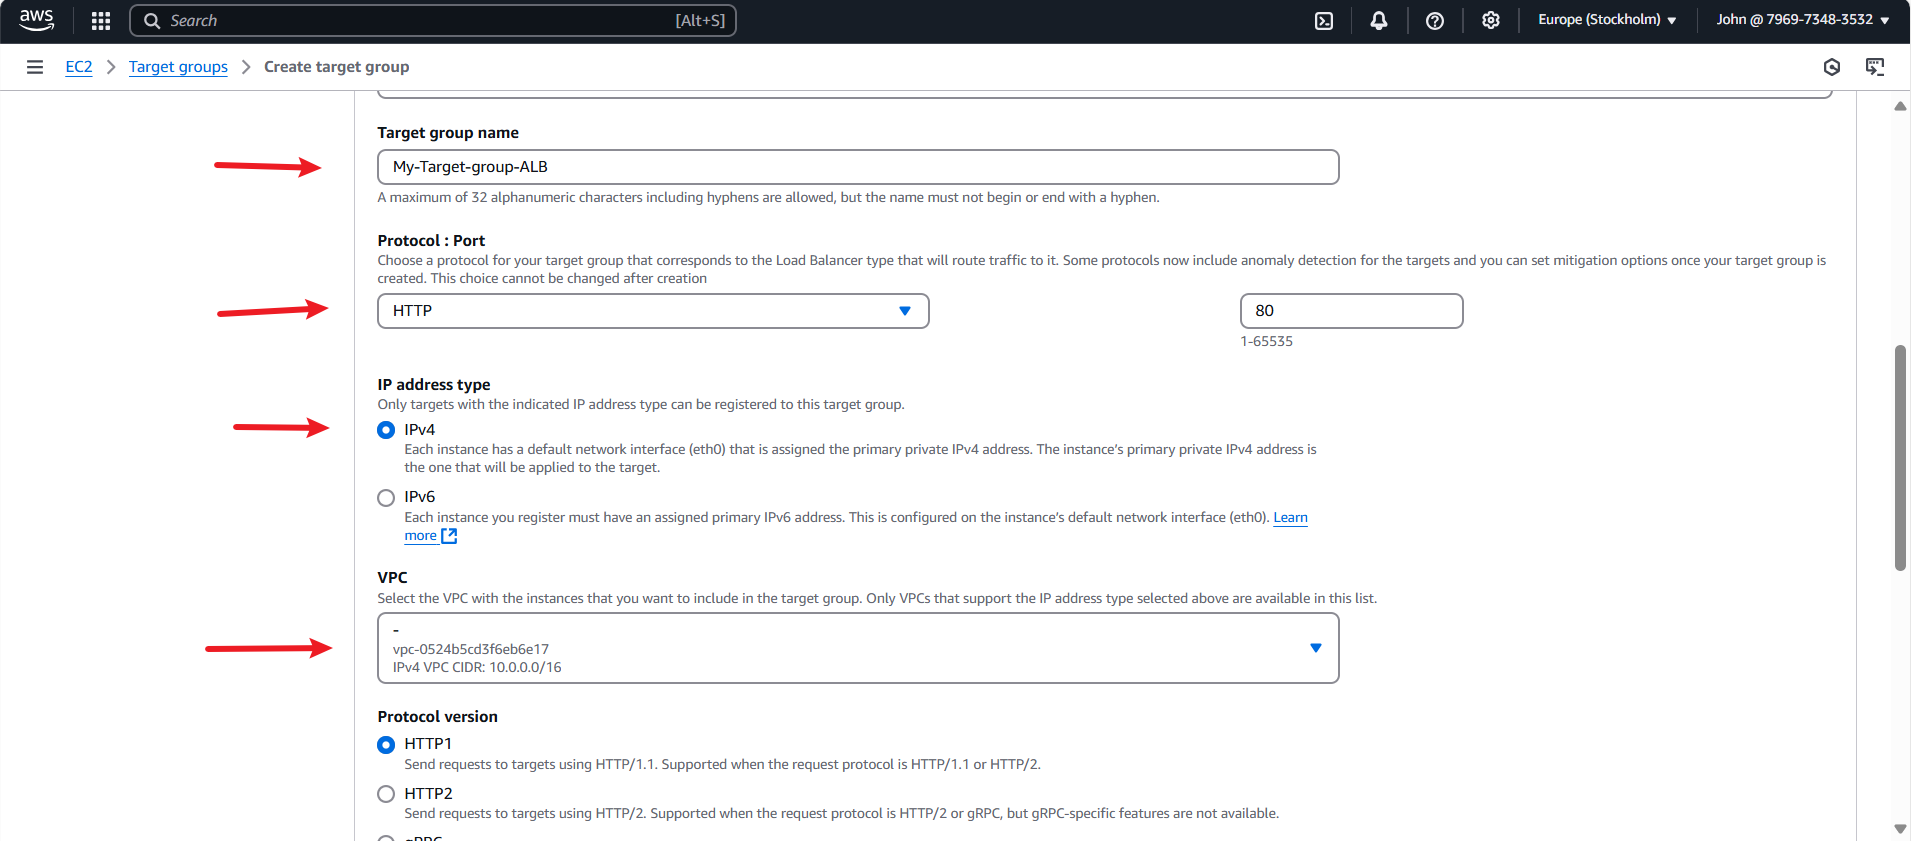 aws
Search
[Alt+S]
Europe (Stockholm)
John @ 7969-7348-3532
EC2
Target groups
Create target group
Target group name
My-Target-group-ALB
A maximum of 32 alphanumeric characters including hyphens are allowed, but the name must not begin or end with a hyphen.
Protocol : Port
Choose a protocol for your target group that corresponds to the Load Balancer type that will route traffic to it. Some protocols now include anomaly detection for the targets and you can set mitigation options once your target group is
created. This choice cannot be changed after creation
HTTP
80
1-65535
IP address type
Only targets with the indicated IP address type can be registered to this target group.
IPv4
Each instance has a default network interface (eth0) that is assigned the primary private IPv4 address. The instance's primary private IPv4 address is
the one that will be applied to the target.
IPv6
Each instance you register must have an assigned primary IPv6 address. This is configured on the instance's default network interface (eth0). Learn
more
VPC
Select the VPC with the instances that you want to include in the target group. Only VPCs that support the IP address type selected above are available in this list.
-
vpc-0524b5cd3f6eb6e17
IPv4 VPC CIDR: 10.0.0.0/16
Protocol version
HTTP1
Send requests to targets using HTTP/1.1. Supported when the request protocol is HTTP/1.1 or HTTP/2.
HTTP2
Send requests to targets using HTTP/2. Supported when the request protocol is HTTP/2 or gRPC, but gRPC-specific features are not available.
gRPC